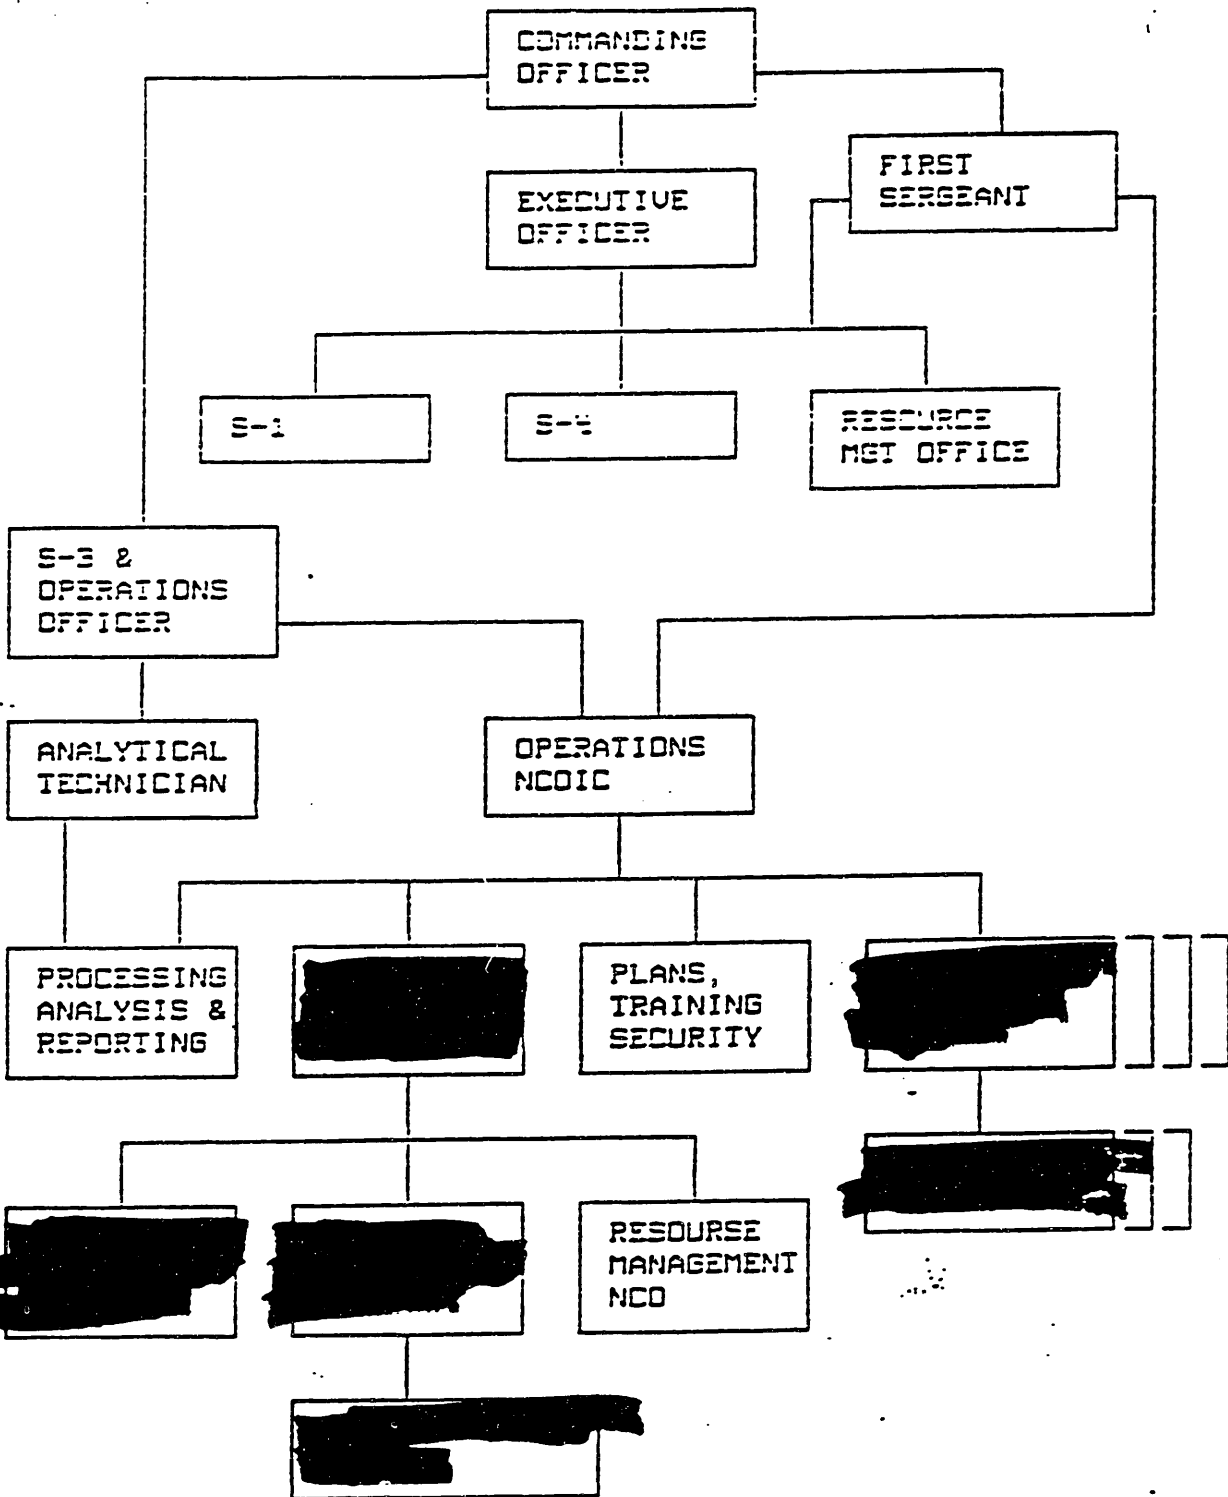 COMMANDING
OFFICER
FIRST
SERGEANT
EXECUTIVE
OFFICER
S-1
S-4
RESOURCE
MGT OFFICE
S-3 &
OPERATIONS
OFFICER
ANALYTICAL
TECHNICIAN
OPERATIONS
NCOIC
PROCESSING
ANALYSIS &
REPORTING
PLANS,
TRAINING
SECURITY
RESOURSE
MANAGEMENT
NCO